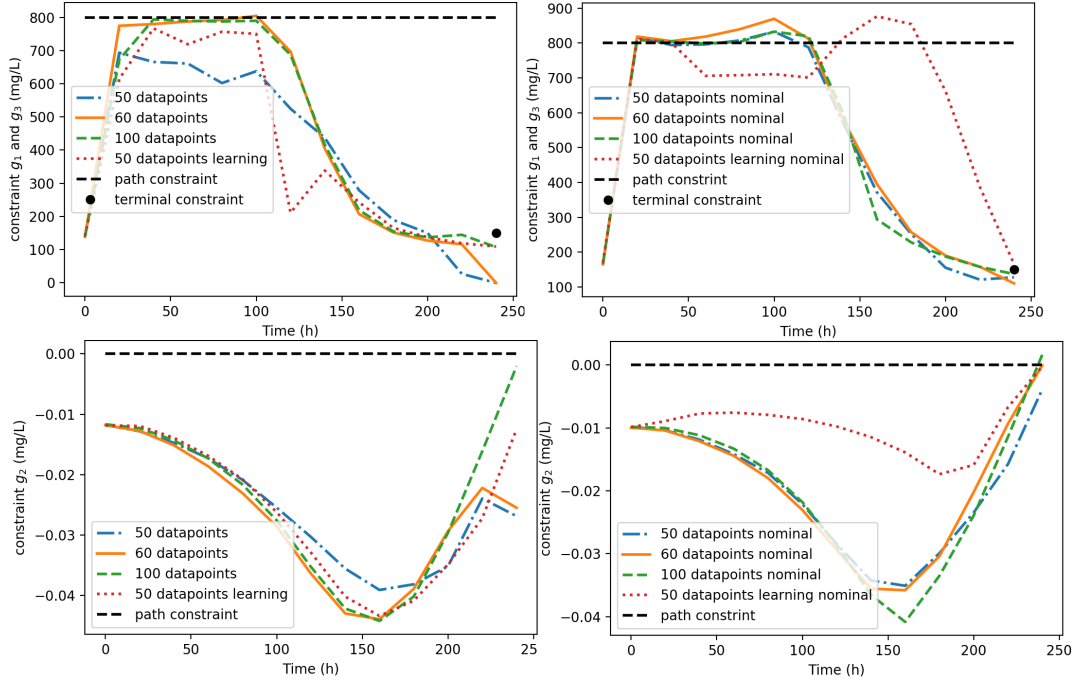 800
700
600
500
400
300
200
100
0
constraint g₁ and g₃ (mg/L)
50 datapoints
60 datapoints
100 datapoints
50 datapoints learning
path constraint
terminal constraint
0 50 100 150 200 250
Time (h)
900
800
700
600
500
400
300
200
100
constraint g₁ and g₃ (mg/L)
50 datapoints nominal
60 datapoints nominal
100 datapoints nominal
50 datapoints learning nominal
path constrint
terminal constraint
0 50 100 150 200 250
Time (h)
0.00
−0.01
−0.02
−0.03
−0.04
constraint g₂ (mg/L)
50 datapoints
60 datapoints
100 datapoints
50 datapoints learning
path constraint
0 50 100 150 200 250
Time (h)
0.00
−0.01
−0.02
−0.03
−0.04
constraint g₂ (mg/L)
50 datapoints nominal
60 datapoints nominal
100 datapoints nominal
50 datapoints learning nominal
path constrint
0 50 100 150 200 250
Time (h)